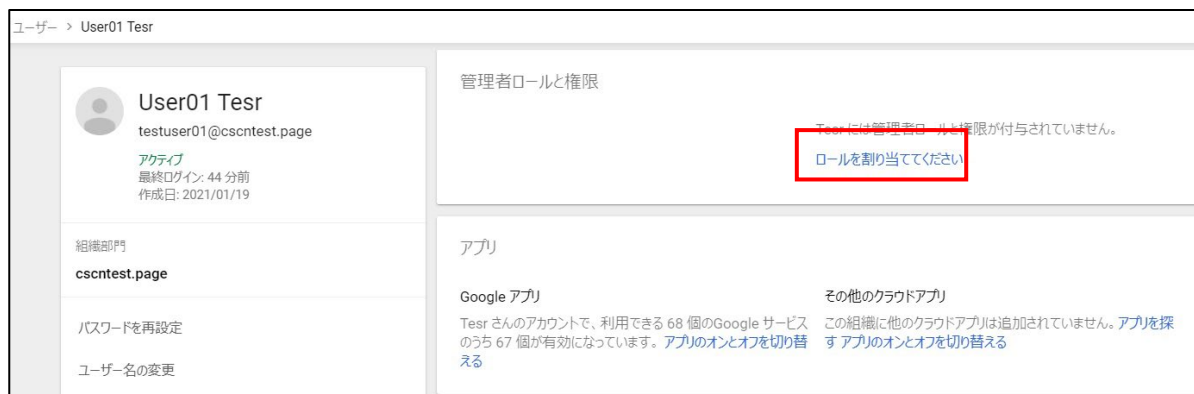 ユーザー > User01 Tesr
User01 Tesr
testuser01@cscntest.page
アクティブ
最終ログイン: 44 分前
作成日: 2021/01/19
組織部門
cscntest.page
パスワードを再設定
ユーザー名の変更
管理者ロールと権限
Tesr には管理者ロールと権限が付与されていません。
ロールを割り当ててください
アプリ
Google アプリ
Tesr さんのアカウントで、利用できる 68 個のGoogle サービス
のうち 67 個が有効になっています。 アプリのオンとオフを切り替
える
その他のクラウドアプリ
この組織に他のクラウドアプリは追加されていません。アプリを探
す アプリのオンとオフを切り替える